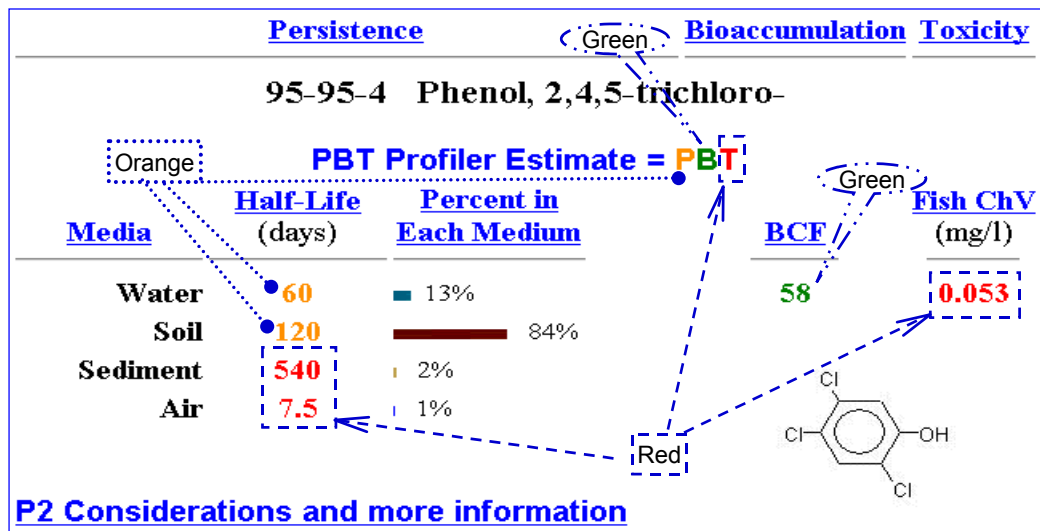 Persistence Bioaccumulation Toxicity
Green
95-95-4 Phenol, 2,4,5-trichloro-
PBT Profiler Estimate = PBT
Orange
Green
Half-Life Percent in Fish ChV
Media (days) Each Medium BCF (mg/l)
Water 60 13% 58 0.053
Soil 120 84%
Sediment 540 2%
Air 7.5 1%
Cl
Cl OH
Cl
Red
P2 Considerations and more information